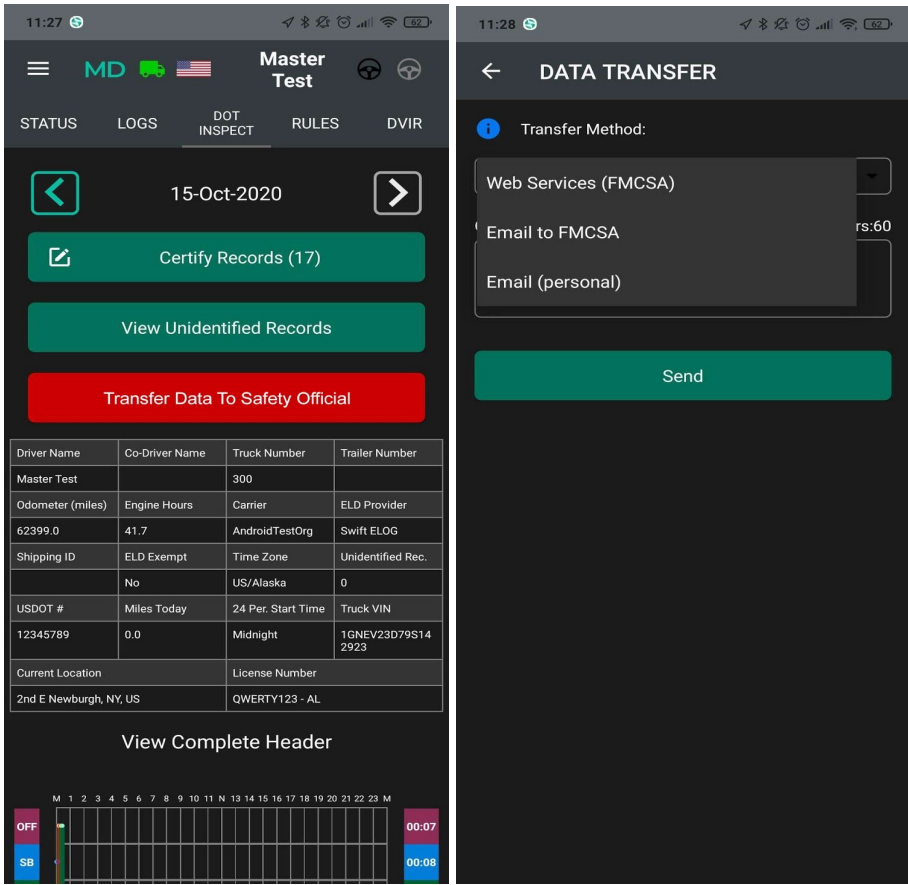 11:27
62
MD
Master
Test
STATUS LOGS DOT
INSPECT RULES DVIR
15-Oct-2020
Certify Records (17)
View Unidentified Records
Transfer Data To Safety Official
Driver Name Co-Driver Name Truck Number Trailer Number
Master Test 300
Odometer (miles) Engine Hours Carrier ELD Provider
62399.0 41.7 AndroidTestOrg Swift ELOG
Shipping ID ELD Exempt Time Zone Unidentified Rec.
No US/Alaska 0
USDOT # Miles Today 24 Per. Start Time Truck VIN
12345789 0.0 Midnight 1GNEV23D79S14
2923
Current Location License Number
2nd E Newburgh, NY, US QWERTY123 - AL
View Complete Header
M 1 2 3 4 5 6 7 8 9 10 11 N 13 14 15 16 17 18 19 20 21 22 23 M
OFF 00:07
SB 00:08
11:28
62
DATA TRANSFER
i Transfer Method:
Web Services (FMCSA)
Email to FMCSA
Email (personal)
rs:60
Send